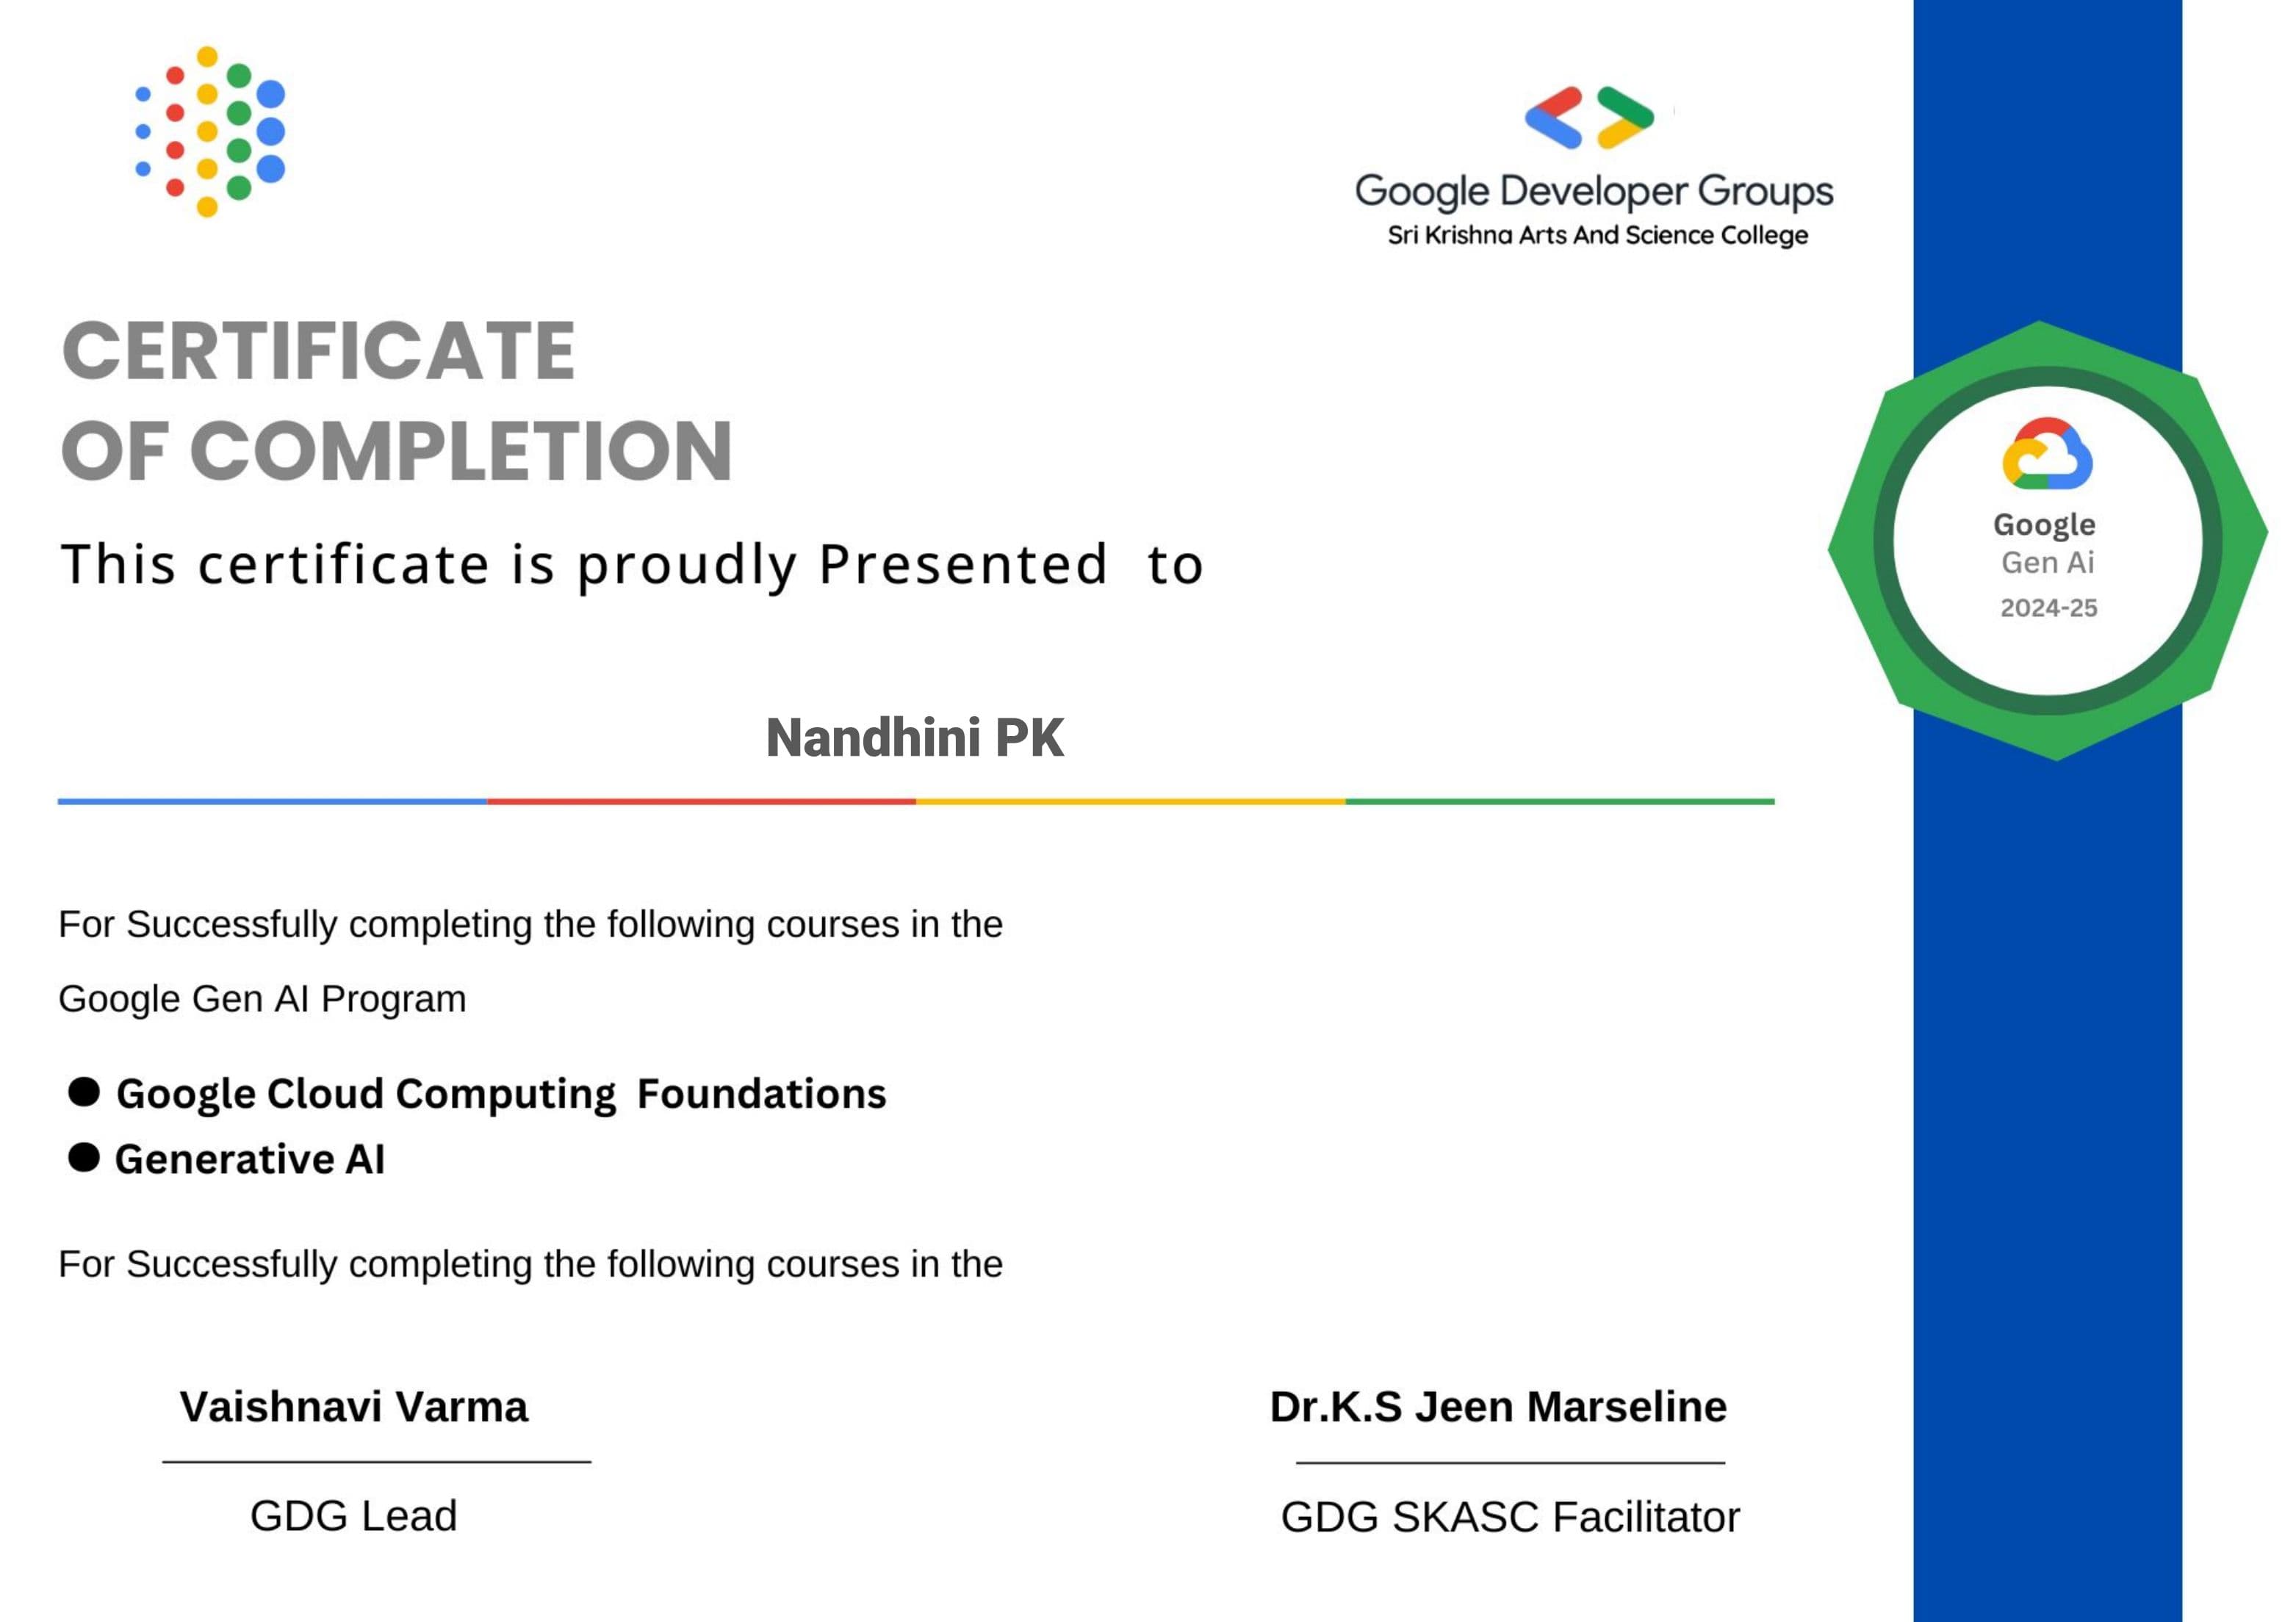 Google Developer Groups
Sri Krishna Arts And Science College
CERTIFICATE
OF COMPLETION
This certificate is proudly Presented to
Google
Gen Ai
2024-25
Nandhini PK
For Successfully completing the following courses in the
Google Gen AI Program
● Google Cloud Computing Foundations
● Generative AI
For Successfully completing the following courses in the
Vaishnavi Varma
GDG Lead
Dr.K.S Jeen Marseline
GDG SKASC Facilitator